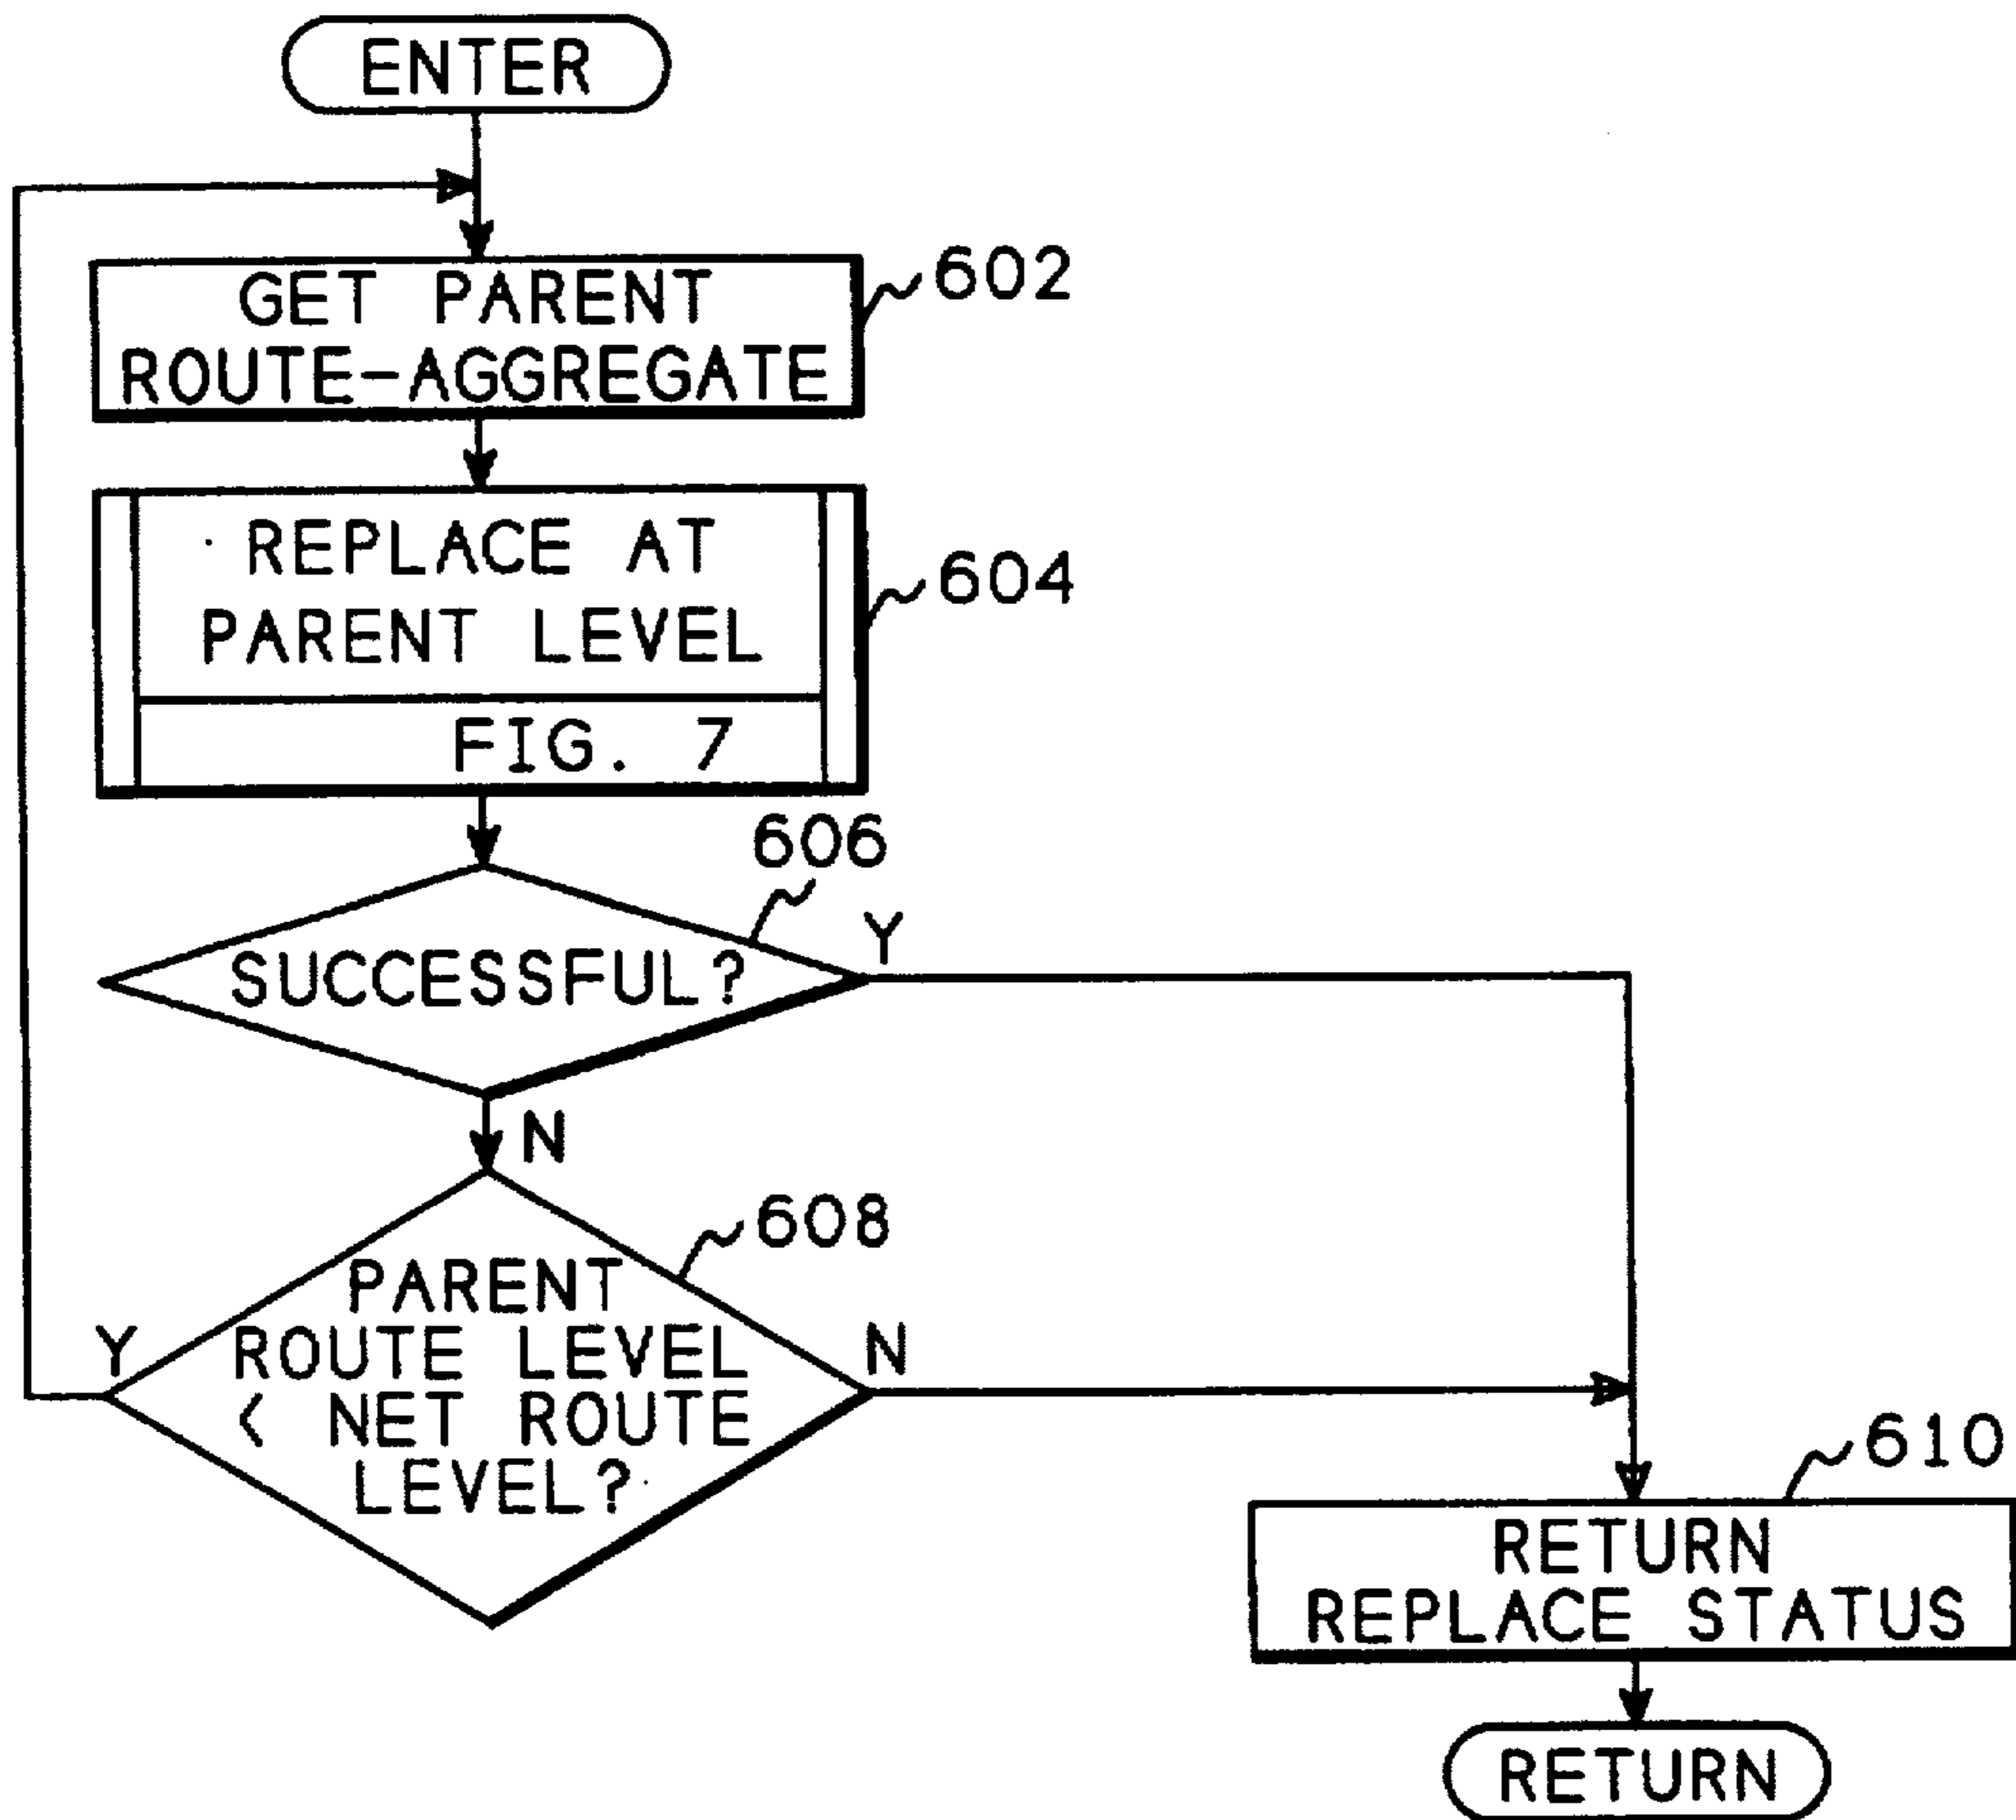 ENTER
GET PARENT
ROUTE-AGGREGATE
602
REPLACE AT
PARENT LEVEL
604
FIG. 7
606
SUCCESSFUL?
Y
N
608
PARENT
ROUTE LEVEL
< NET ROUTE
LEVEL?
Y
N
610
RETURN
REPLACE STATUS
RETURN